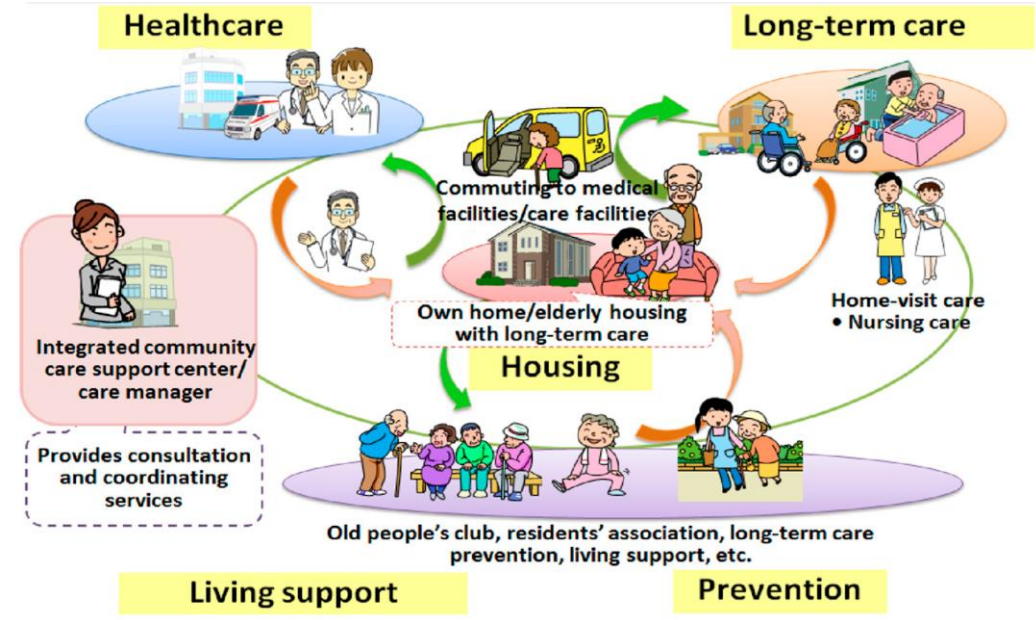 Healthcare
Long-term care
Commuting to medical
facilities/care facilities
Own home/elderly housing
with long-term care
Housing
Home-visit care
• Nursing care
Integrated community
care support center/
care manager
Provides consultation
and coordinating
services
Old people’s club, residents’ association, long-term care
prevention, living support, etc.
Living support
Prevention